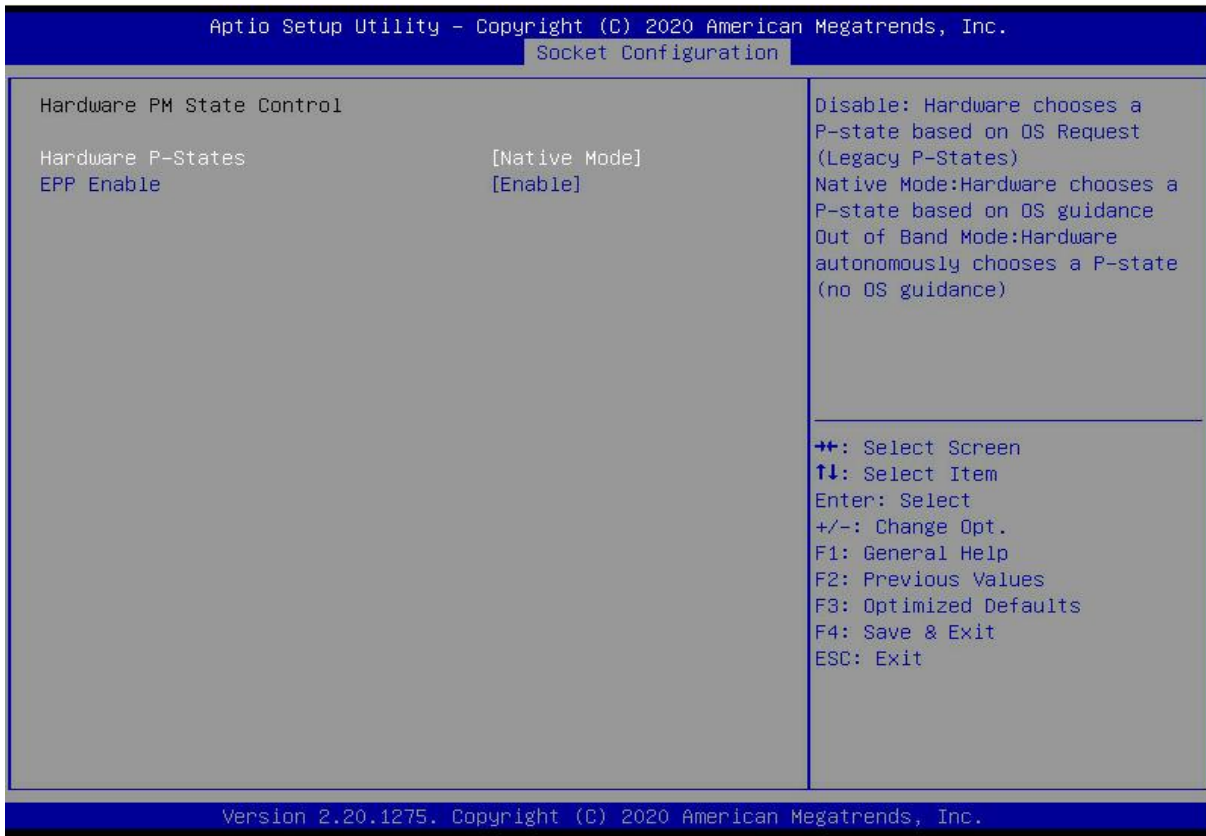 Aptio Setup Utility – Copyright (C) 2020 American Megatrends, Inc.
Socket Configuration
Hardware PM State Control
Hardware P-States [Native Mode]
EPP Enable [Enable]
Disable: Hardware chooses a
P-state based on OS Request
(Legacy P-States)
Native Mode:Hardware chooses a
P-state based on OS guidance
Out of Band Mode:Hardware
autonomously chooses a P-state
(no OS guidance)
→←: Select Screen
↑↓: Select Item
Enter: Select
+/-: Change Opt.
F1: General Help
F2: Previous Values
F3: Optimized Defaults
F4: Save & Exit
ESC: Exit
Version 2.20.1275. Copyright (C) 2020 American Megatrends, Inc.